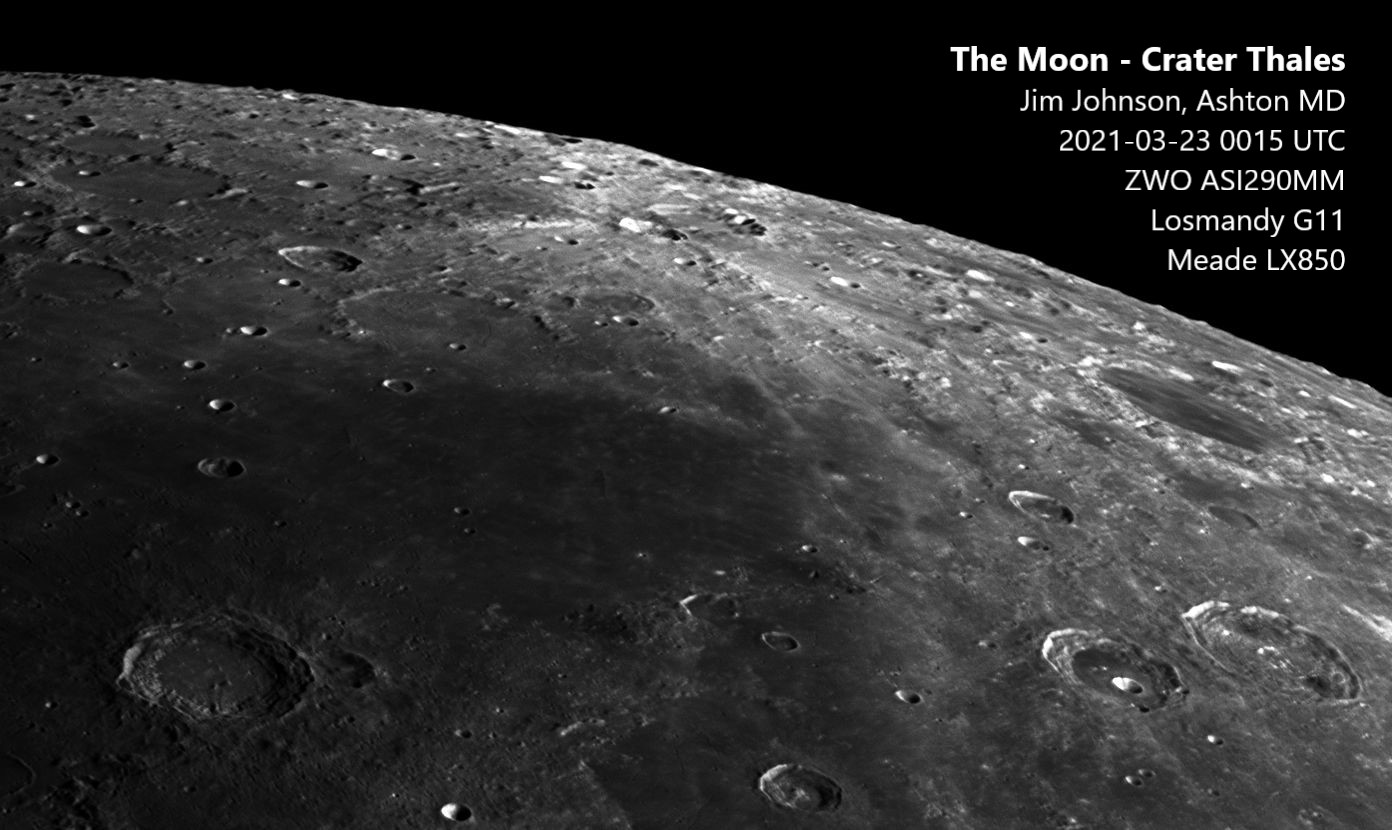 The Moon - Crater Thales
Jim Johnson, Ashton MD
2021-03-23 0015 UTC
ZWO ASI290MM
Losmandy G11
Meade LX850